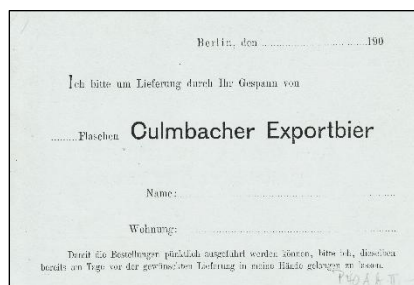 Berlin, den ........................ 190
Ich bitte um Lieferung durch Ihr Gespann von
........ Flaschen Culmbacher Exportbier
Name: ........................
Wohnung: ........................
Damit die Bestellungen pünktlich ausgeführt werden können, bitte ich, dieselben
bereits am Tage vor der gewünschten Lieferung in meine Hände gelangen zu lassen.